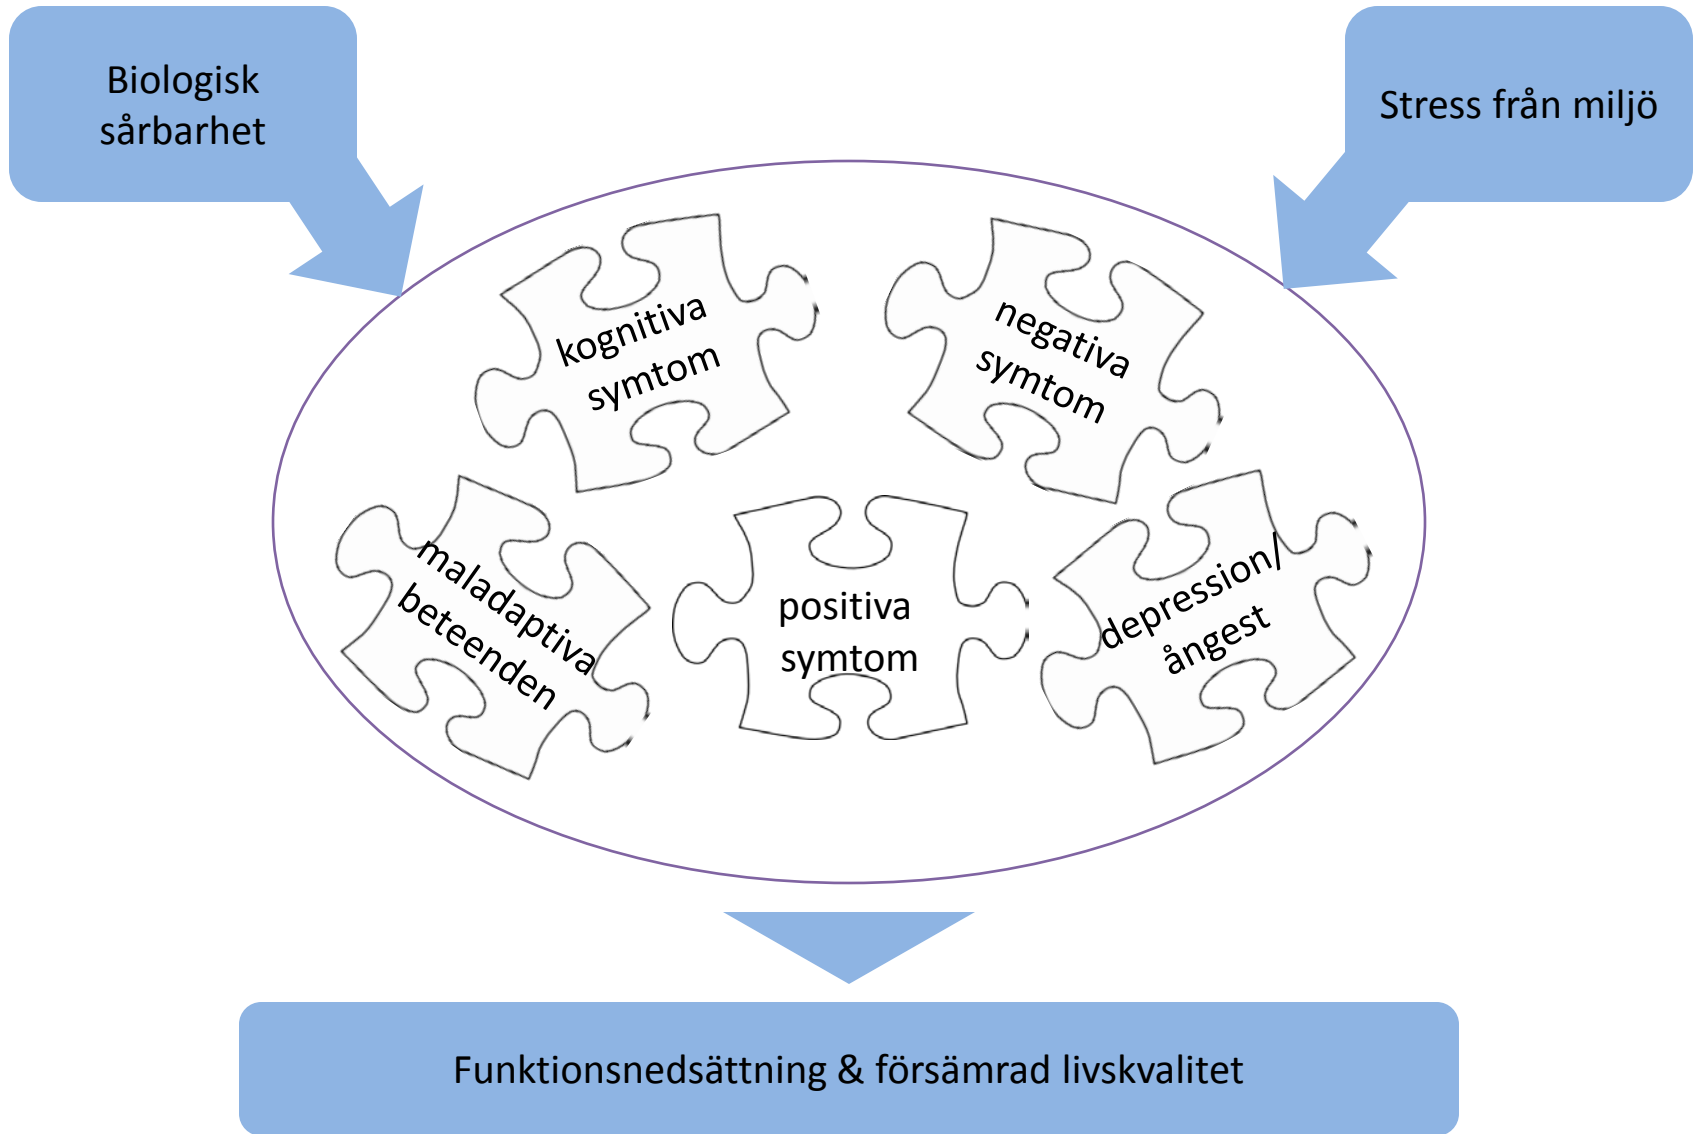 Biologisk
sårbarhet
Stress från miljö
kognitiva
symtom
negativa
symtom
maladaptiva
beteenden
positiva
symtom
depression/
ångest
Funktionsnedsättning & försämrad livskvalitet